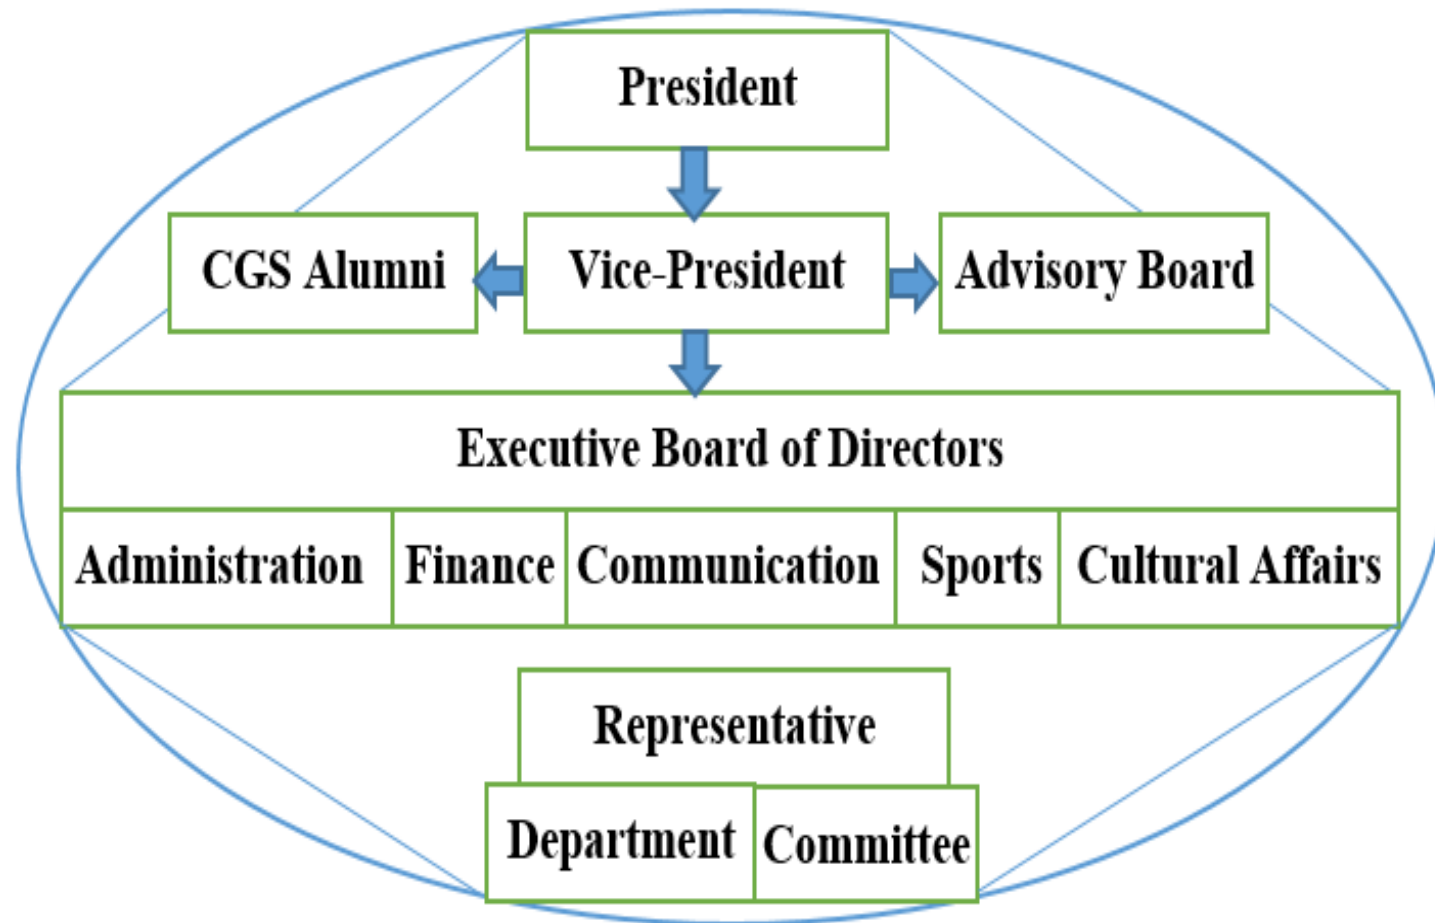 President
CGS Alumni
Vice-President
Advisory Board
Executive Board of Directors
Administration
Finance
Communication
Sports
Cultural Affairs
Representative
Department
Committee